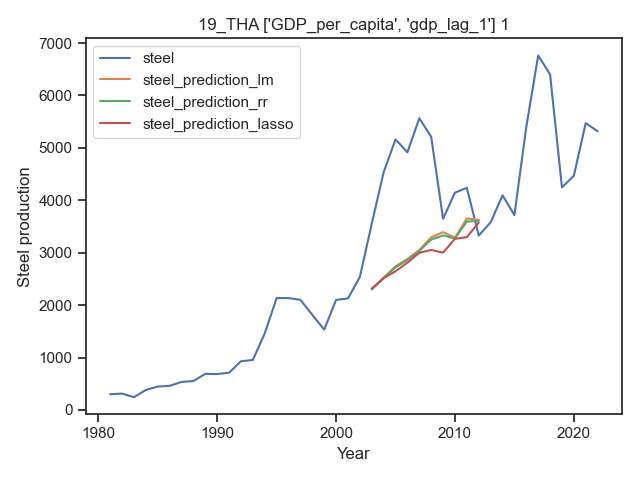 19_THA ['GDP_per_capita', 'gdp_lag_1'] 1
7000
6000
5000
4000
3000
2000
1000
0
Steel production
steel
steel_prediction_lm
steel_prediction_rr
steel_prediction_lasso
1980
1990
2000
2010
2020
Year